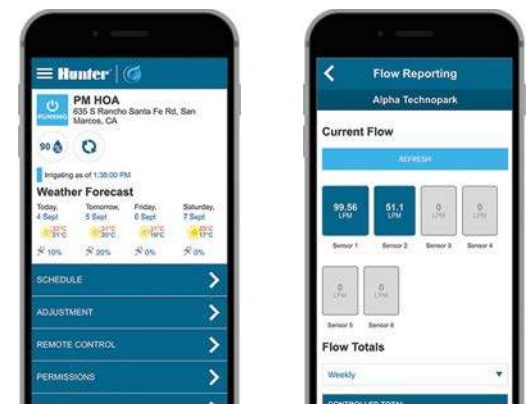 Hunter
PM HOA
635 S Rancho Santa Fe Rd, San
Marcos, CA
RUNNING
90
Irrigating as of 1:38:00 PM
Weather Forecast
Today, Tomorrow, Friday, Saturday,
4 Sept 5 Sept 6 Sept 7 Sept
10% 20% 0% 0%
SCHEDULE
ADJUSTMENT
REMOTE CONTROL
PERMISSIONS
Flow Reporting
Alpha Technopark
Current Flow
REFRESH
99.56 51.1 0 0
LPM LPM LPM LPM
Sensor 1 Sensor 2 Sensor 3 Sensor 4
0 0
LPM LPM
Sensor 5 Sensor 6
Flow Totals
Weekly
CONTROLLED TOTAL